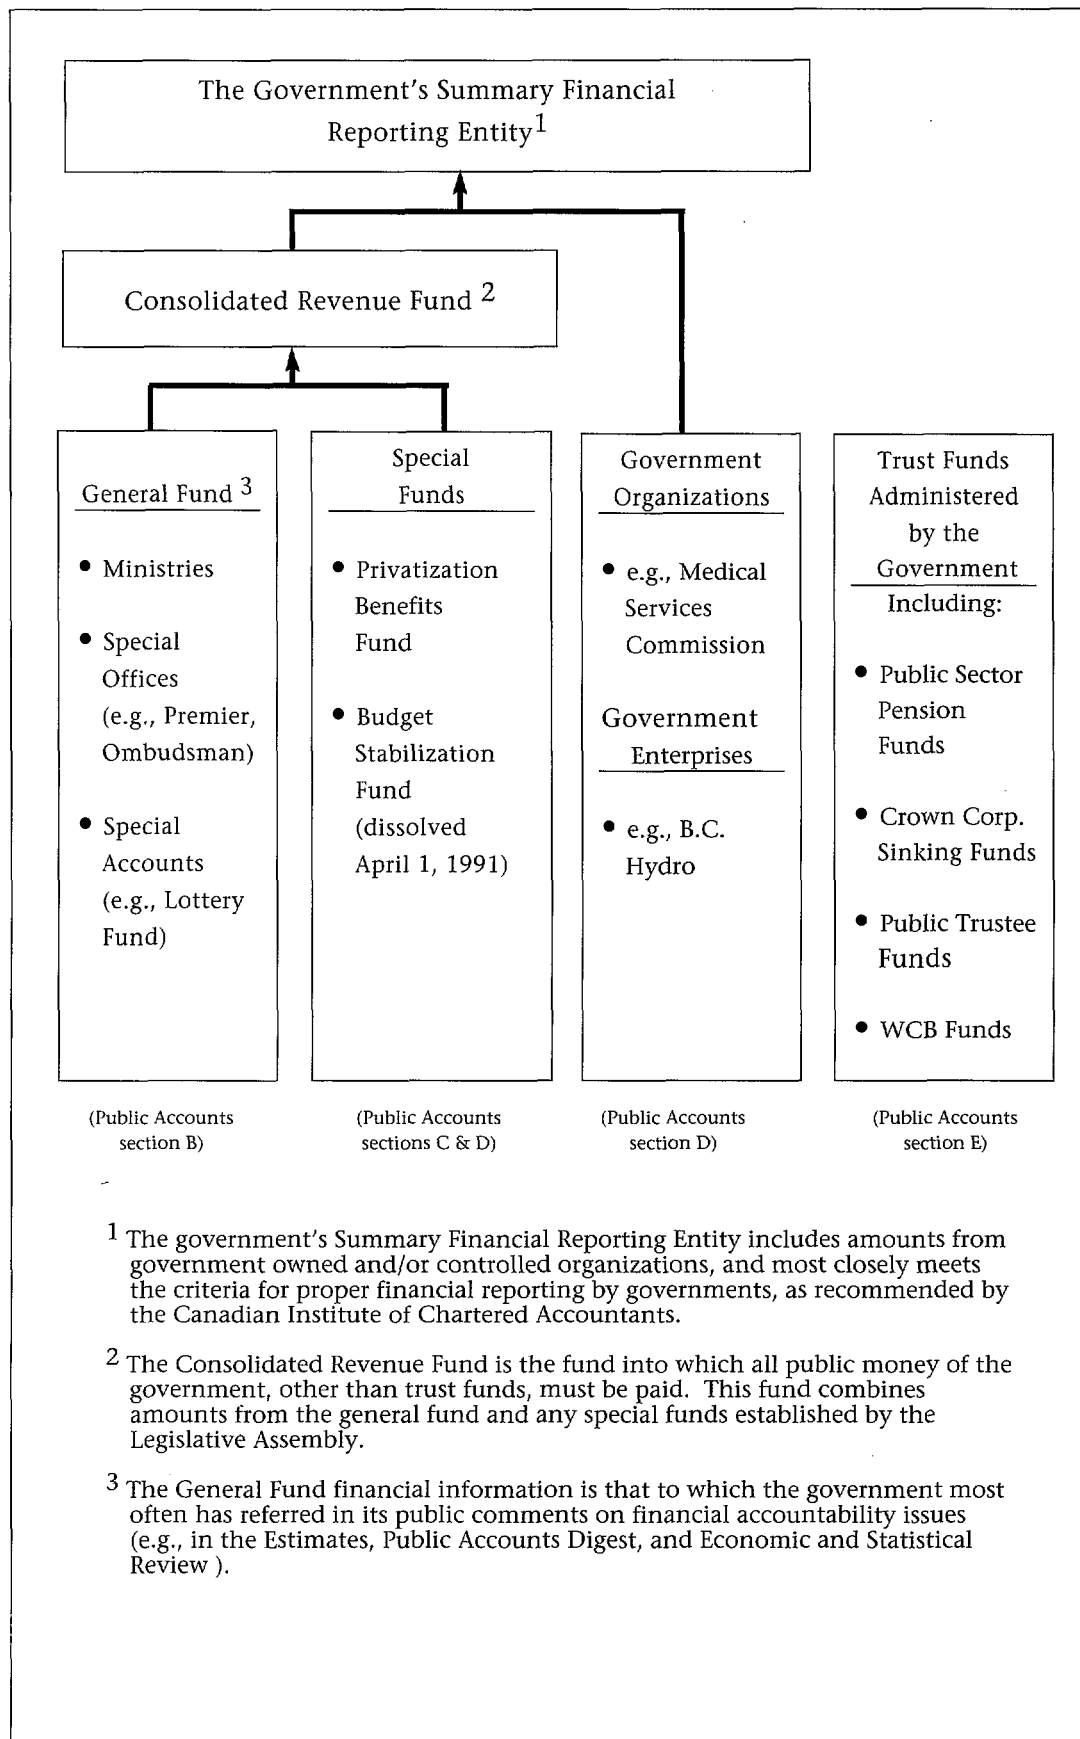 The Government's Summary Financial
Reporting Entity1
Consolidated Revenue Fund 2
General Fund 3
• Ministries
• Special
Offices
(e.g., Premier,
Ombudsman)
• Special
Accounts
(e.g., Lottery
Fund)
Special
Funds
• Privatization
Benefits
Fund
• Budget
Stabilization
Fund
(dissolved
April 1, 1991)
Government
Organizations
• e.g., Medical
Services
Commission
Government
Enterprises
• e.g., B.C.
Hydro
Trust Funds
Administered
by the
Government
Including:
• Public Sector
Pension
Funds
• Crown Corp.
Sinking Funds
• Public Trustee
Funds
• WCB Funds
(Public Accounts
section B)
(Public Accounts
sections C & D)
(Public Accounts
section D)
(Public Accounts
section E)
1 The government's Summary Financial Reporting Entity includes amounts from
government owned and/or controlled organizations, and most closely meets
the criteria for proper financial reporting by governments, as recommended by
the Canadian Institute of Chartered Accountants.
2 The Consolidated Revenue Fund is the fund into which all public money of the
government, other than trust funds, must be paid. This fund combines
amounts from the general fund and any special funds established by the
Legislative Assembly.
3 The General Fund financial information is that to which the government most
often has referred in its public comments on financial accountability issues
(e.g., in the Estimates, Public Accounts Digest, and Economic and Statistical
Review ).